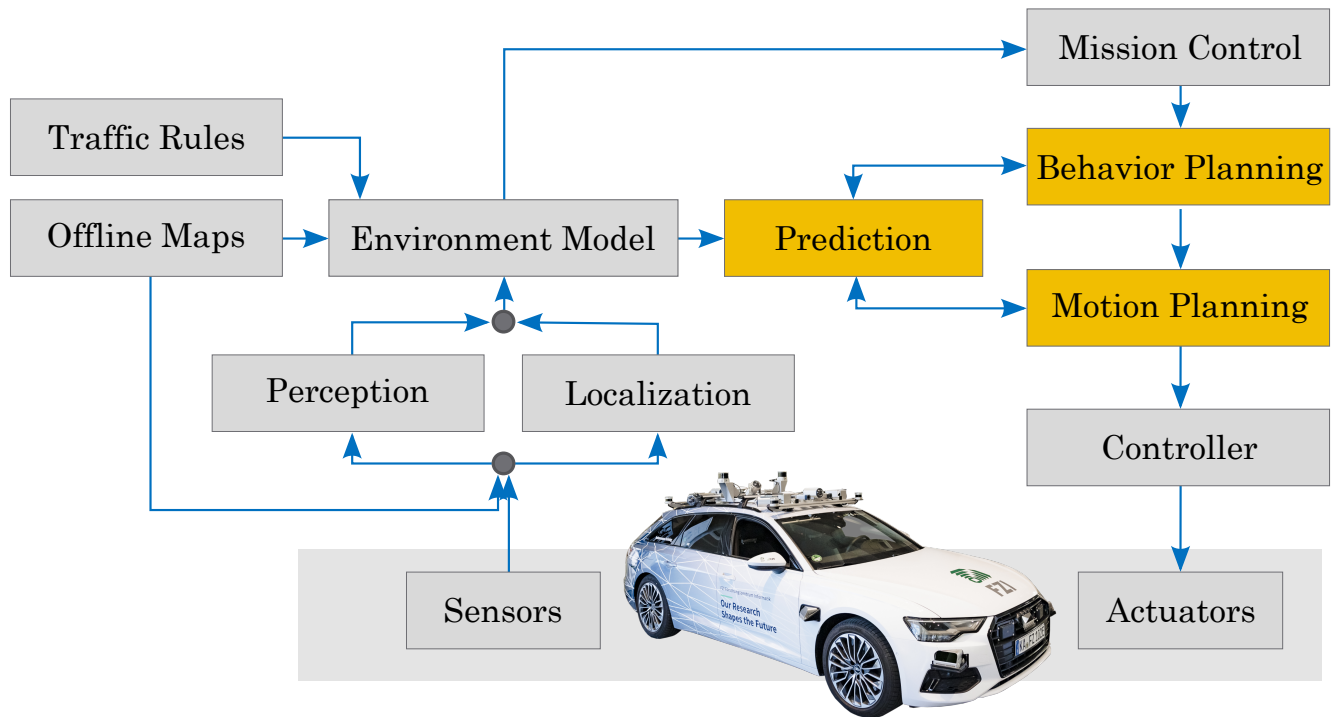 Mission Control
Traffic Rules
Behavior Planning
Offline Maps
Environment Model
Prediction
Motion Planning
Perception
Localization
Controller
Sensors
Our Research
Shapes the Future
FZI
Actuators